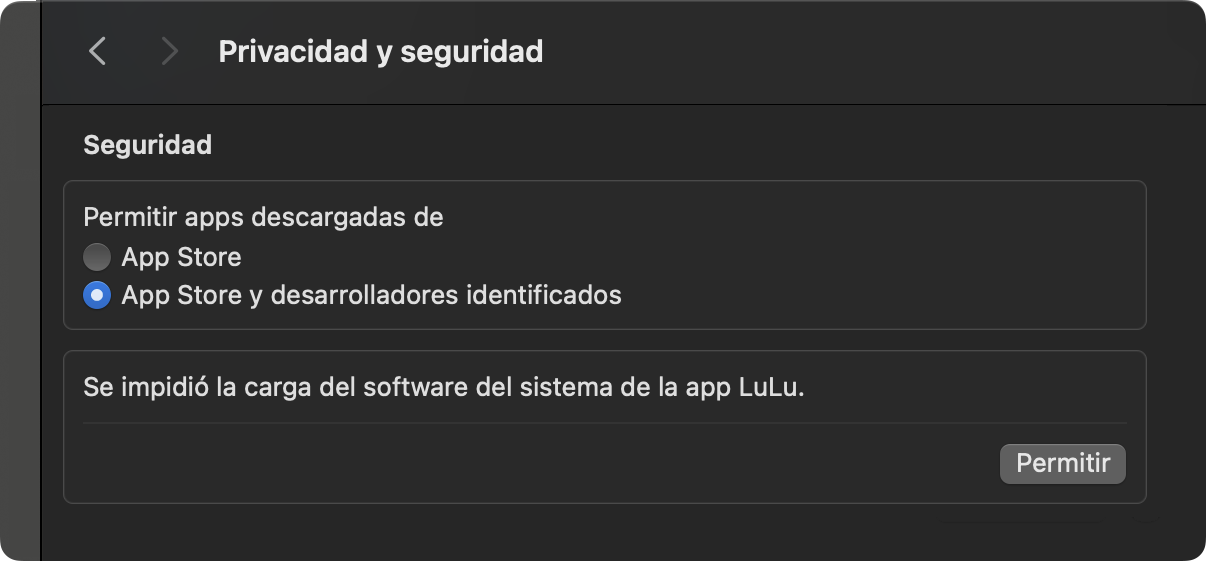 Privacidad y seguridad
Seguridad
Permitir apps descargadas de
App Store
App Store y desarrolladores identificados
Se impidió la carga del software del sistema de la app LuLu.
Permitir